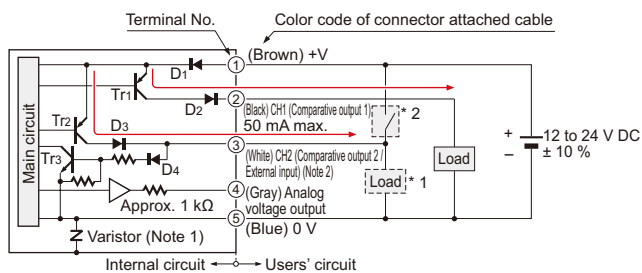 Terminal No.
Color code of connector attached cable
(Brown) +V
D1
1
Tr1
D2
2
(Black) CH1 (Comparative output 1)
50 mA max.
* 2
Tr2
D3
3
(White) CH2 (Comparative output 2 /
External input) (Note 2)
Main circuit
Tr3
D4
Load
* 1
Load
+
−
12 to 24 V DC
± 10 %
4
(Gray) Analog
voltage output
Approx. 1 kΩ
5
(Blue) 0 V
Varistor (Note 1)
Internal circuit
Users' circuit